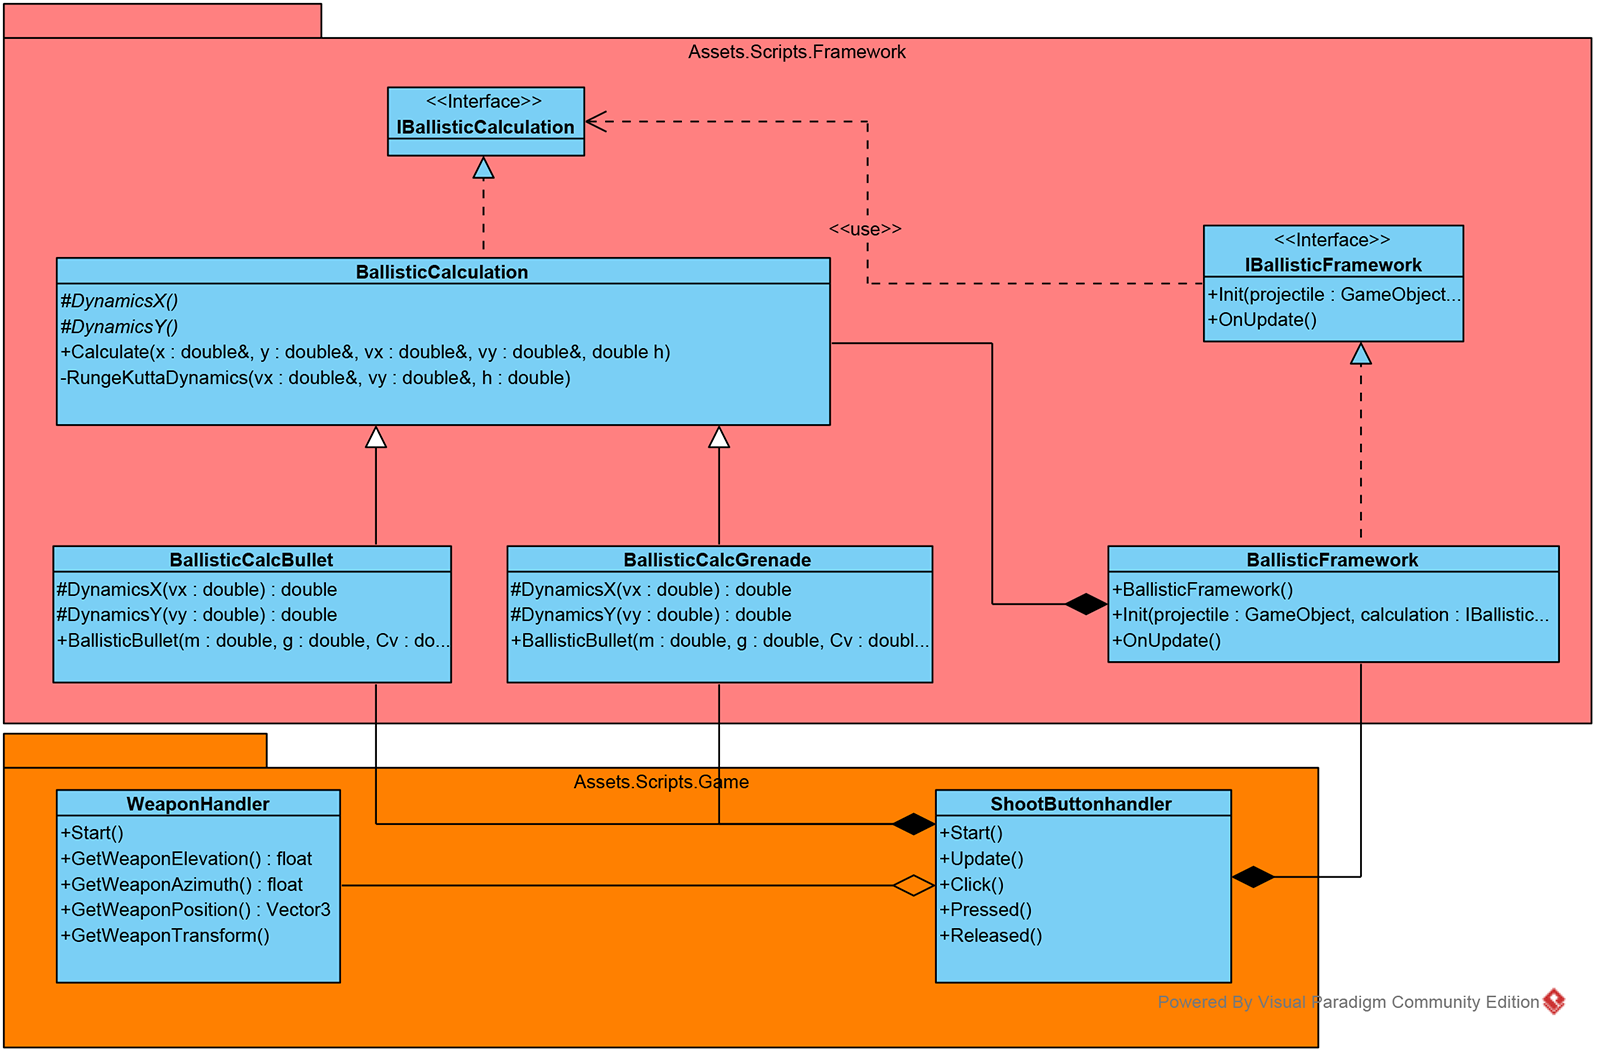 Assets.Scripts.Framework
<<Interface>>
IBallisticCalculation
<<use>>
<<Interface>>
IBallisticFramework
+Init(projectile : GameObject...
+OnUpdate()
BallisticCalculation
#DynamicsX()
#DynamicsY()
+Calculate(x : double&, y : double&, vx : double&, vy : double&, double h)
-RungeKuttaDynamics(vx : double&, vy : double&, h : double)
BallisticCalcBullet
#DynamicsX(vx : double) : double
#DynamicsY(vy : double) : double
+BallisticBullet(m : double, g : double, Cv : do...
BallisticCalcGrenade
#DynamicsX(vx : double) : double
#DynamicsY(vy : double) : double
+BallisticBullet(m : double, g : double, Cv : doubl...
BallisticFramework
+BallisticFramework()
+Init(projectile : GameObject, calculation : IBallistic...
+OnUpdate()
Assets.Scripts.Game
WeaponHandler
+Start()
+GetWeaponElevation() : float
+GetWeaponAzimuth() : float
+GetWeaponPosition() : Vector3
+GetWeaponTransform()
ShootButtonhandler
+Start()
+Update()
+Click()
+Pressed()
+Released()
Powered By Visual Paradigm Community Edition